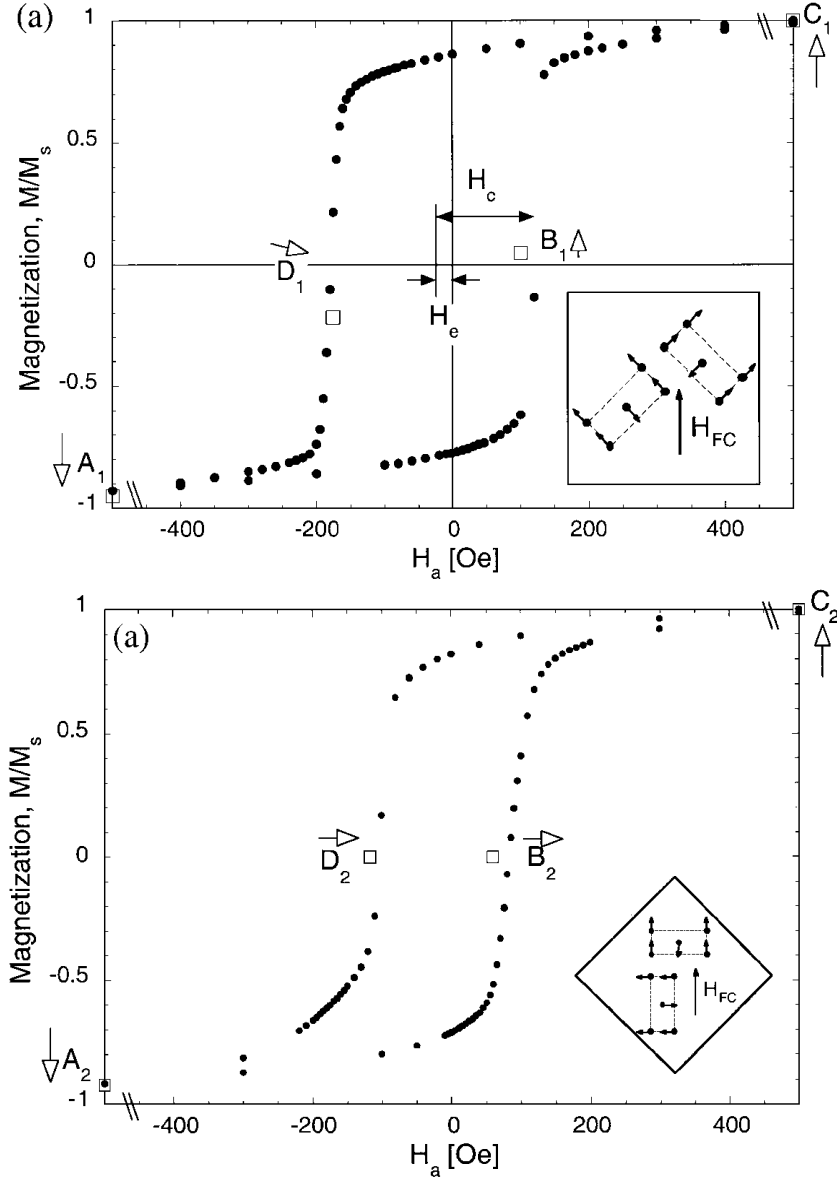 (a)
C1
1
0.5
0
-0.5
-1
Magnetization, M/Ms
Hc
B1
D1
He
HFC
A1
-400
-200
0
200
400
Ha [Oe]
(a)
C2
1
0.5
0
-0.5
-1
Magnetization, M/Ms
D2
B2
HFC
A2
-400
-200
0
200
400
Ha [Oe]